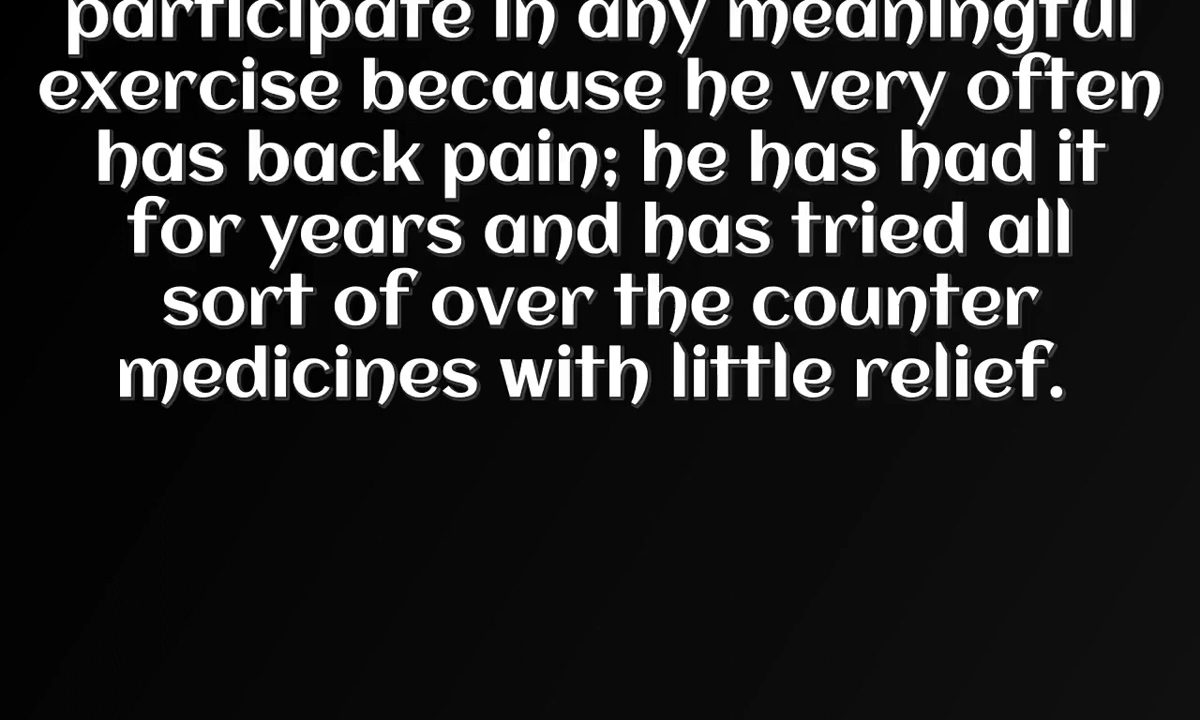 participate in any meaningful
exercise because he very often
has back pain; he has had it
for years and has tried all
sort of over the counter
medicines with little relief.